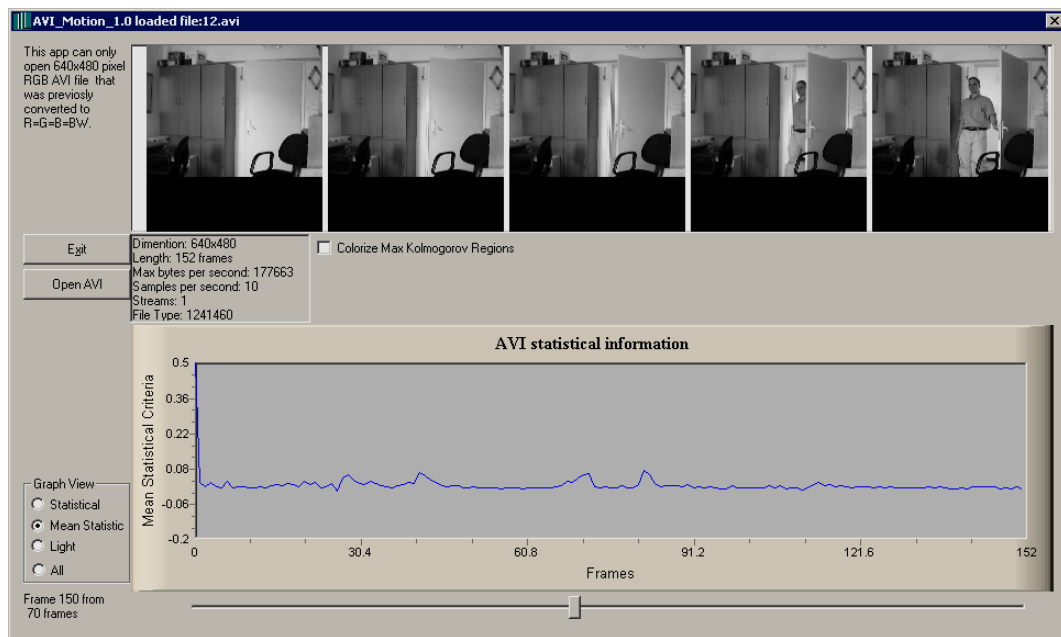 AVI_Motion_1.0 loaded file:12.avi
This app can only
open 640x480 pixel
RGB AVI file that
was previosly
converted to
R=G=B=BW.
Exit
Open AVI
Dimention: 640x480
Length: 152 frames
Max bytes per second: 177663
Samples per second: 10
Streams: 1
File Type: 1241460
Colorize Max Kolmogorov Regions
AVI statistical information
Mean Statistical Criteria
0.5
0.36
0.22
0.08
-0.06
-0.2
0
30.4
60.8
91.2
121.6
152
Frames
Graph View
Statistical
Mean Statistic
Light
All
Frame 150 from
70 frames